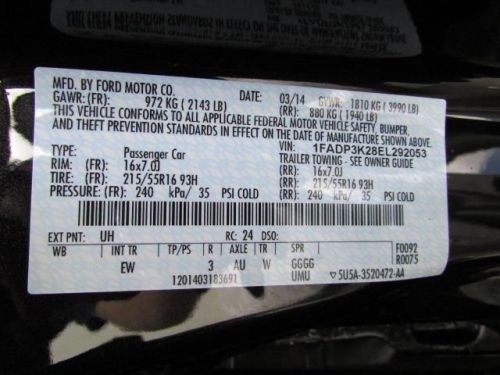 MFD. BY FORD MOTOR CO.
03/14 GVWR: 1810 KG ( 3990 LB)
GAWR: (FR): 972 KG ( 2143 LB) (RR): 880 KG ( 1940 LB)
THIS VEHICLE CONFORMS TO ALL APPLICABLE FEDERAL MOTOR VEHICLE SAFETY, BUMPER,
AND THEFT PREVENTION STANDARDS IN EFFECT ON THE DATE OF MANUFACTURE SHOWN ABOVE.
VIN: 1FADP3K28EL292053
TYPE: Passenger Car TRAILER TOWING - SEE OWNER GUIDE
RIM: (FR) 16x7.0J (RR): 16x7.0J
TIRE: (FR): 215/55R16 93H (RR): 215/55R16 93H
PRESSURE: (FR): 240 kPa/ 35 PSI COLD (RR): 240 kPa/ 35 PSI COLD
EXT PNT: UH RC: 24 DSO:
WB INT TR TP/PS R AXLE TR SPR F0092
EW 3 AU W GGGG R0075
1201403183691 UMU 5U5A-3520472-AA